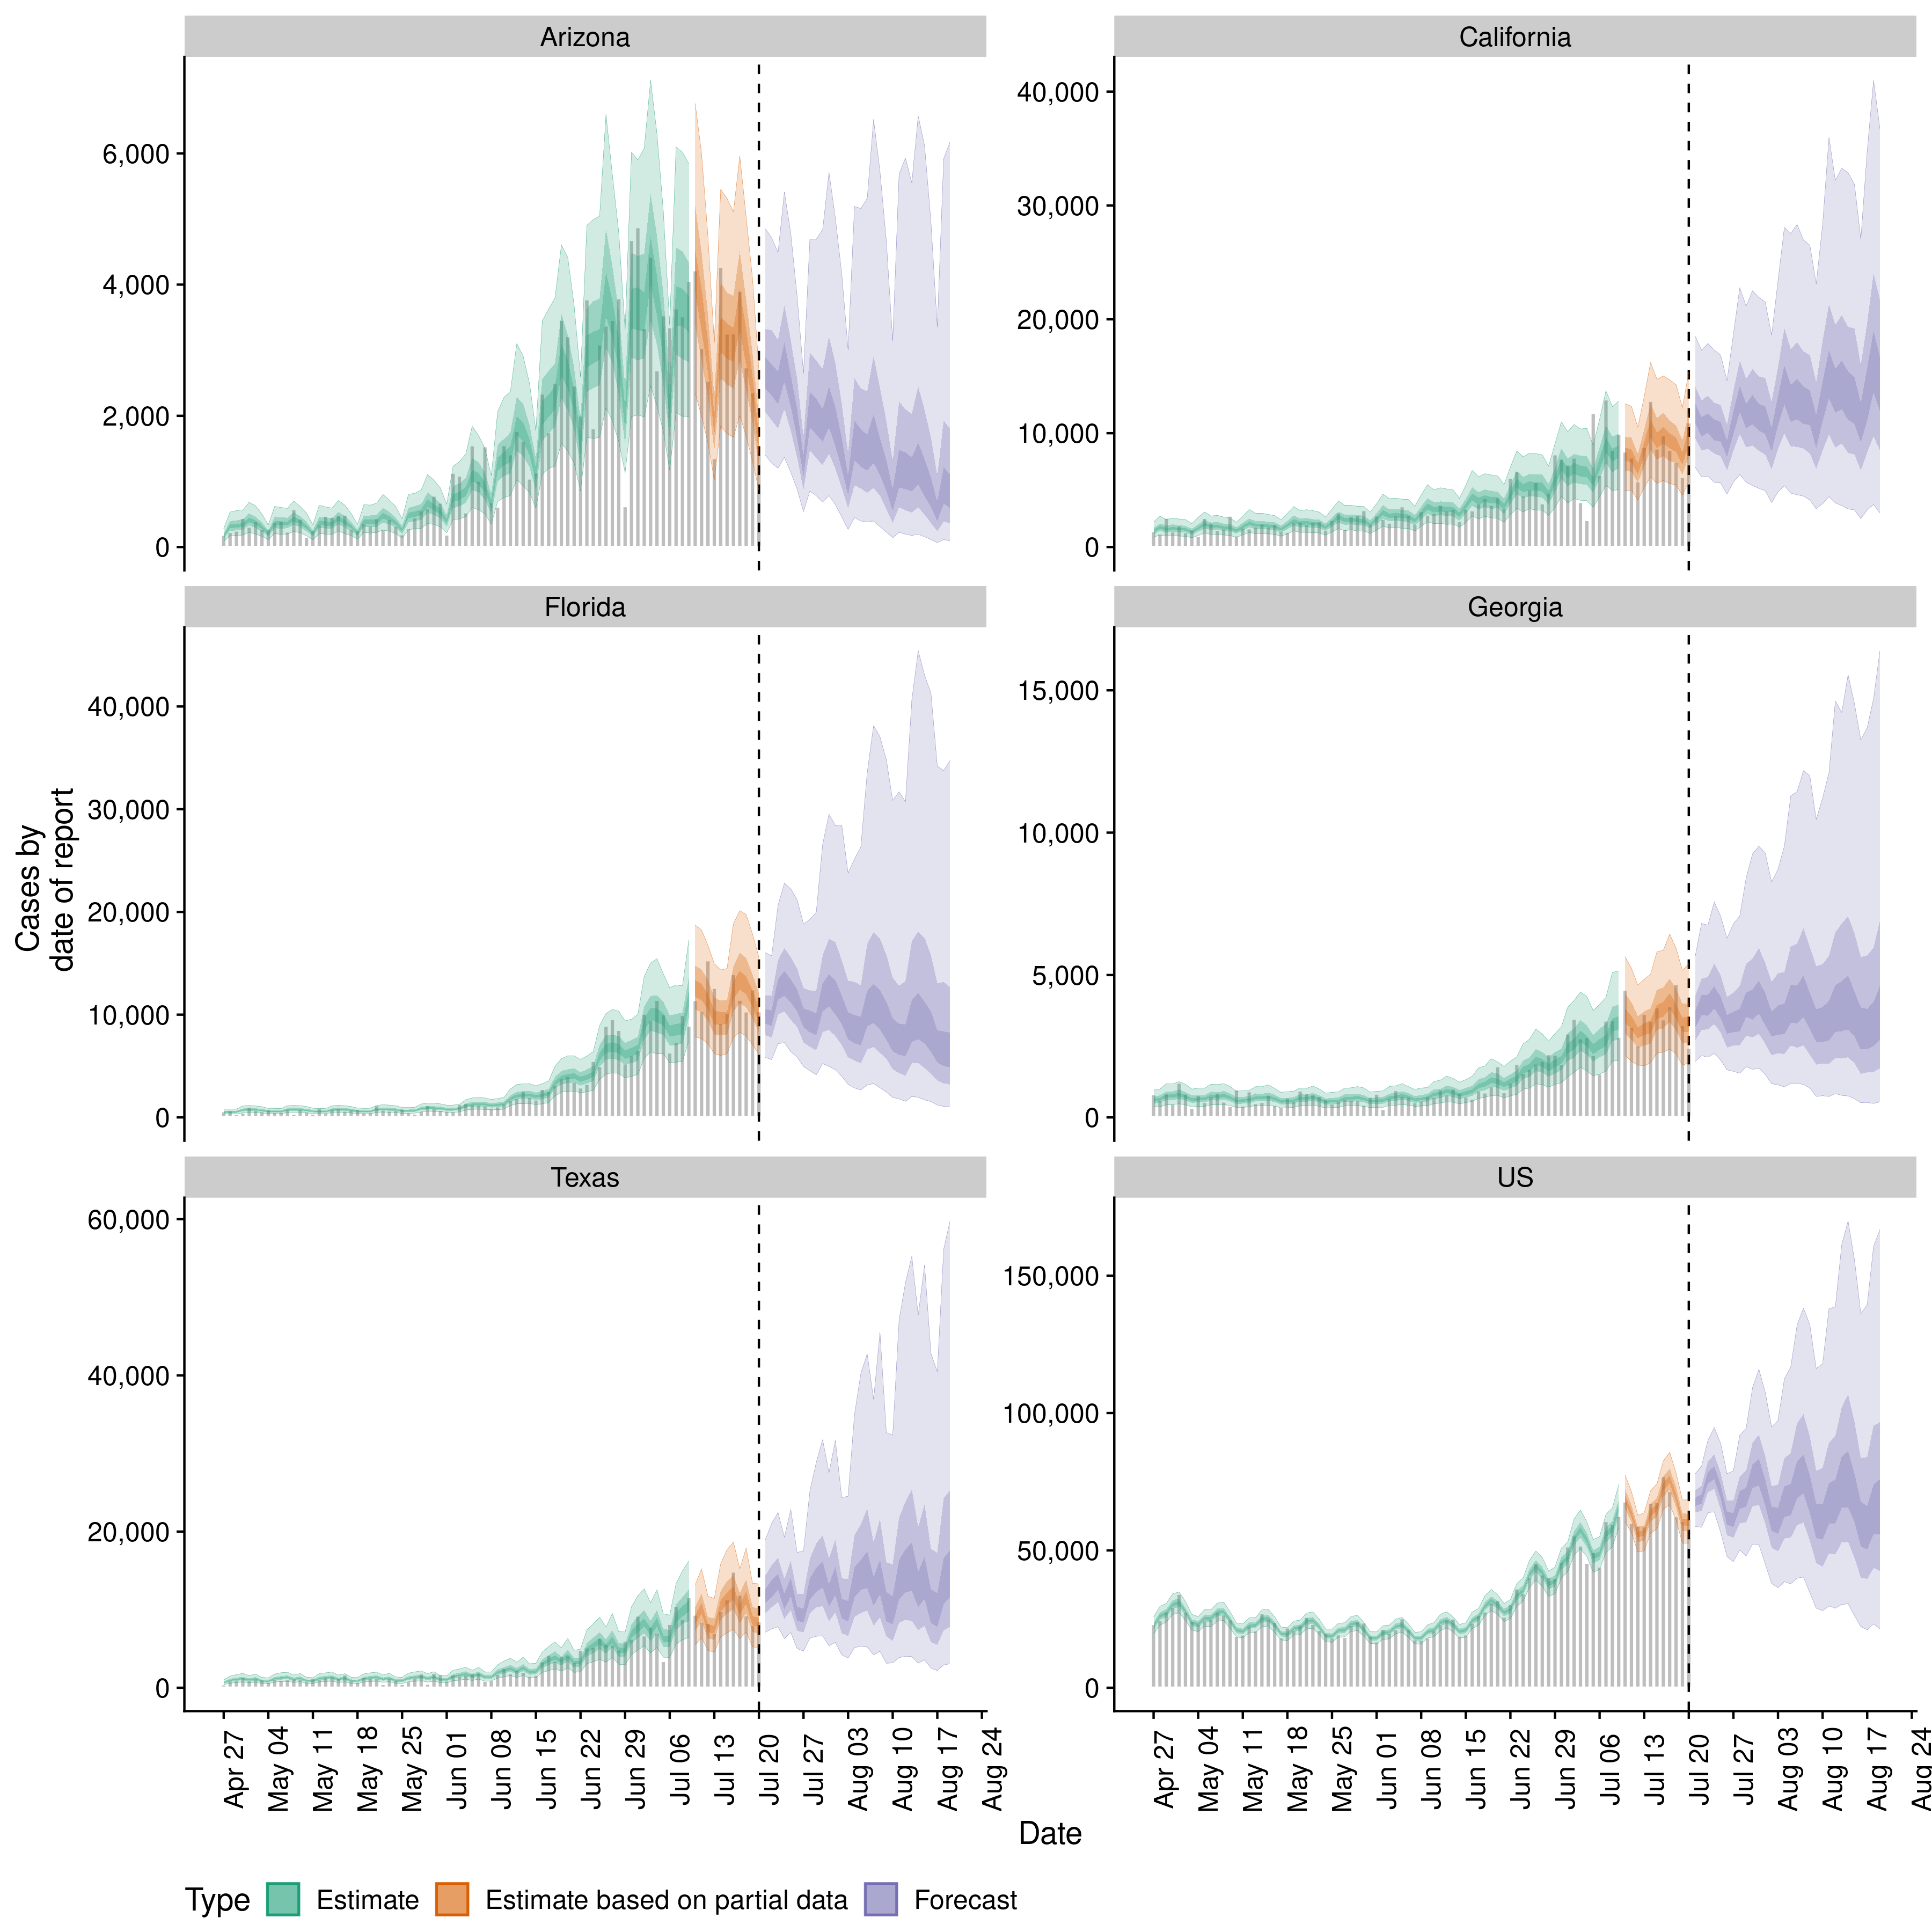 Arizona
California
6,000
4,000
2,000
0
40,000
30,000
20,000
10,000
0
Florida
Georgia
40,000
30,000
20,000
10,000
0
15,000
10,000
5,000
0
Cases by
date of report
Texas
US
60,000
40,000
20,000
0
150,000
100,000
50,000
0
Apr 27
May 04
May 11
May 18
May 25
Jun 01
Jun 08
Jun 15
Jun 22
Jun 29
Jul 06
Jul 13
Jul 20
Jul 27
Aug 03
Aug 10
Aug 17
Aug 24
Apr 27
May 04
May 11
May 18
May 25
Jun 01
Jun 08
Jun 15
Jun 22
Jun 29
Jul 06
Jul 13
Jul 20
Jul 27
Aug 03
Aug 10
Aug 17
Aug 24
Date
Type Estimate Estimate based on partial data Forecast